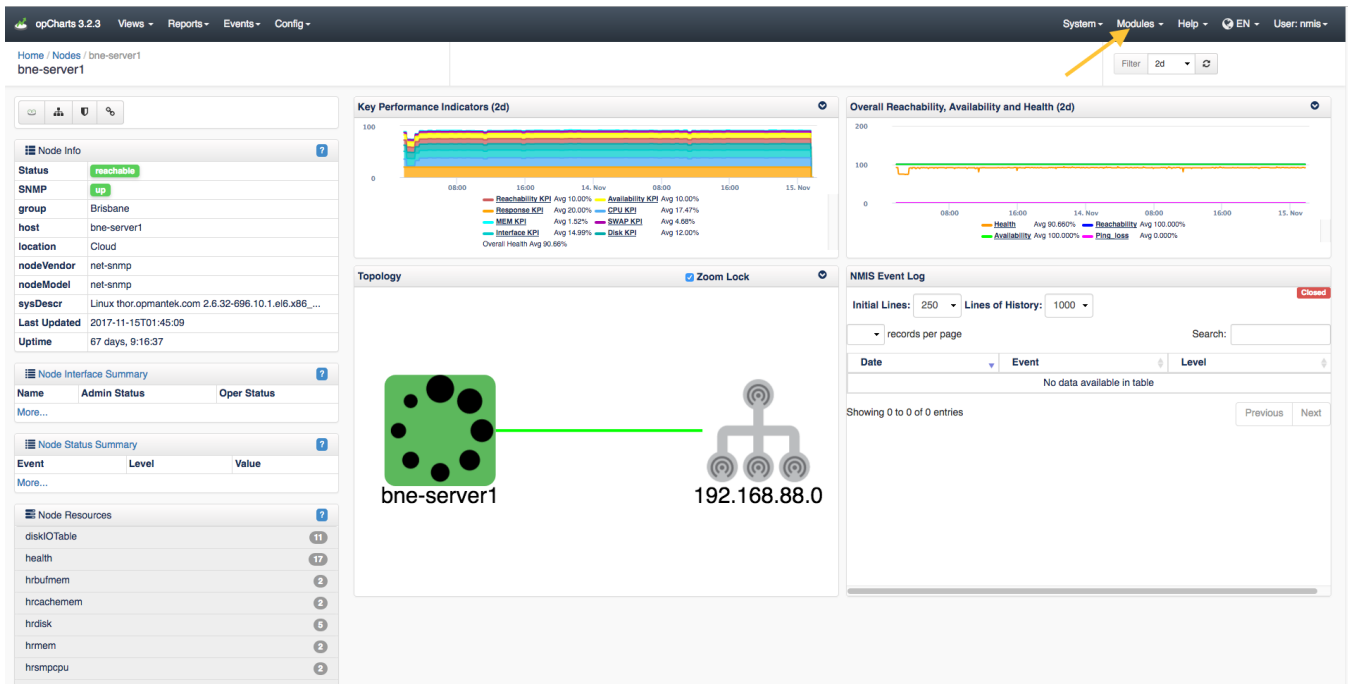 opCharts 3.2.3 Views Reports Events Config System Modules Help EN User: nmis
Home / Nodes / bne-server1
bne-server1
Filter 2d
Node Info
Status reachable
SNMP up
group Brisbane
host bne-server1
location Cloud
nodeVendor net-snmp
nodeModel net-snmp
sysDescr Linux thor.opmantek.com 2.6.32-696.10.1.el6.x86_...
Last Updated 2017-11-15T01:45:09
Uptime 67 days, 9:16:37
Node Interface Summary
Name Admin Status Oper Status
More...
Node Status Summary
Event Level Value
More...
Node Resources
diskIOTable 11
health 17
hrbufmem 2
hrcachemem 2
hrdisk 5
hrmem 2
hrsmpcpu 2
Key Performance Indicators (2d)
100
0
08:00 16:00 14. Nov 08:00 16:00 15. Nov
Reachability KPI Avg 10.00% Availability KPI Avg 10.00%
Response KPI Avg 20.00% CPU KPI Avg 17.47%
MEM KPI Avg 1.52% SWAP KPI Avg 4.68%
Interface KPI Avg 14.99% Disk KPI Avg 12.00%
Overall Health Avg 90.66%
Overall Reachability, Availability and Health (2d)
200
100
0
08:00 16:00 14. Nov 08:00 16:00 15. Nov
Health Avg 90.660% Reachability Avg 100.000%
Availability Avg 100.000% Ping_loss Avg 0.000%
Topology Zoom Lock
bne-server1 192.168.88.0
NMIS Event Log
Closed
Initial Lines: 250 Lines of History: 1000
records per page Search:
Date Event Level
No data available in table
Showing 0 to 0 of 0 entries Previous Next